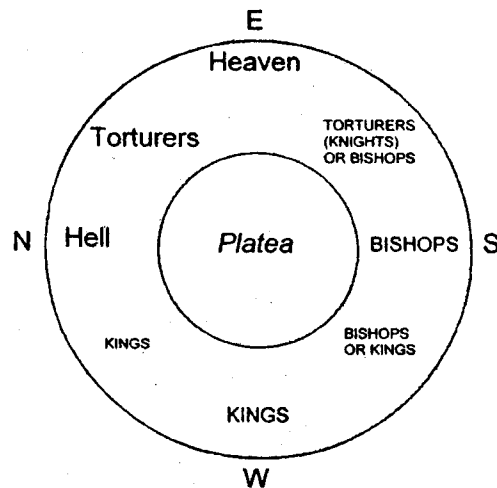 E
Heaven
Torturers
TORTURERS
(KNIGHTS)
OR BISHOPS
N
Hell
Platea
BISHOPS
S
KINGS
BISHOPS
OR KINGS
KINGS
W